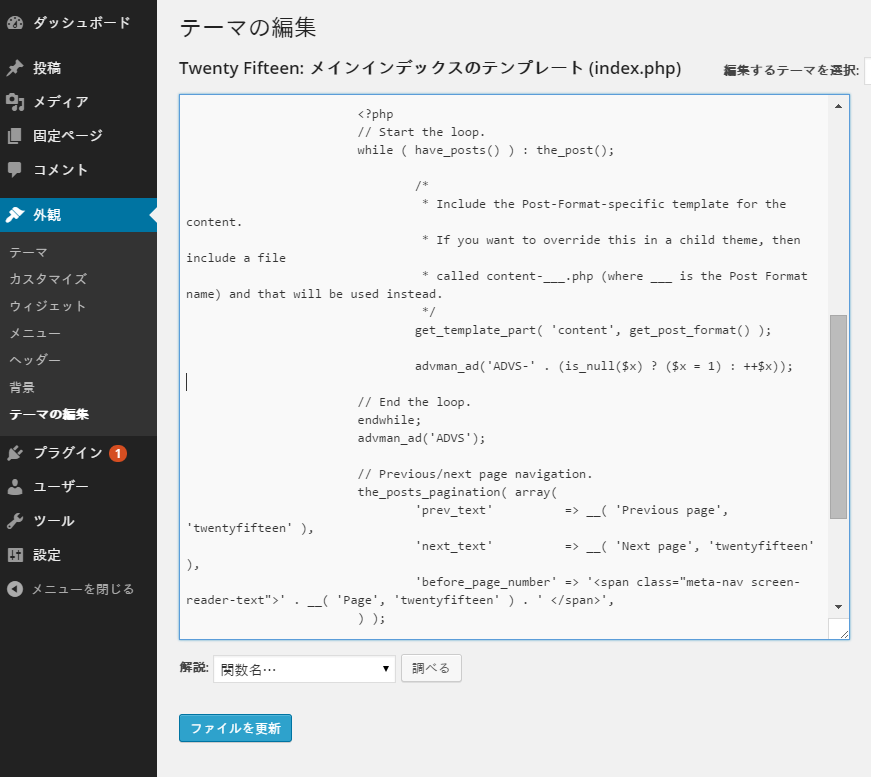 ダッシュボード
投稿
メディア
固定ページ
コメント
外観
テーマ
カスタマイズ
ウィジェット
メニュー
ヘッダー
背景
テーマの編集
プラグイン 1
ユーザー
ツール
設定
メニューを閉じる
テーマの編集
Twenty Fifteen: メインインデックスのテンプレート (index.php)
編集するテーマを選択:
<?php
// Start the loop.
while ( have_posts() ) : the_post();
/*
* Include the Post-Format-specific template for the
content.
* If you want to override this in a child theme, then
include a file
* called content-___.php (where ___ is the Post Format
name) and that will be used instead.
*/
get_template_part( 'content', get_post_format() );
advman_ad('ADVS-' . (is_null($x) ? ($x = 1) : ++$x));
// End the loop.
endwhile;
advman_ad('ADVS');
// Previous/next page navigation.
the_posts_pagination( array(
'prev_text' => __( 'Previous page',
'twentyfifteen' ),
'next_text' => __( 'Next page', 'twentyfifteen'
),
'before_page_number' => '<span class="meta-nav screen-
reader-text">' . __( 'Page', 'twentyfifteen' ) . ' </span>',
) );
解説: 関数名… 調べる
ファイルを更新